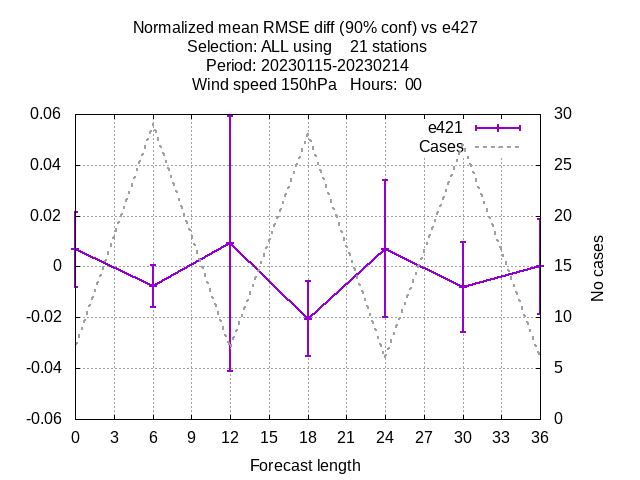 Normalized mean RMSE diff (90% conf) vs e427
Selection: ALL using    21 stations
Period: 20230115-20230214
Wind speed 150hPa   Hours:  00
0.06
0.04
0.02
0
-0.02
-0.04
-0.06
30
25
20
15
10
5
0
e421
Cases
No cases
0 3 6 9 12 15 18 21 24 27 30 33 36
Forecast length